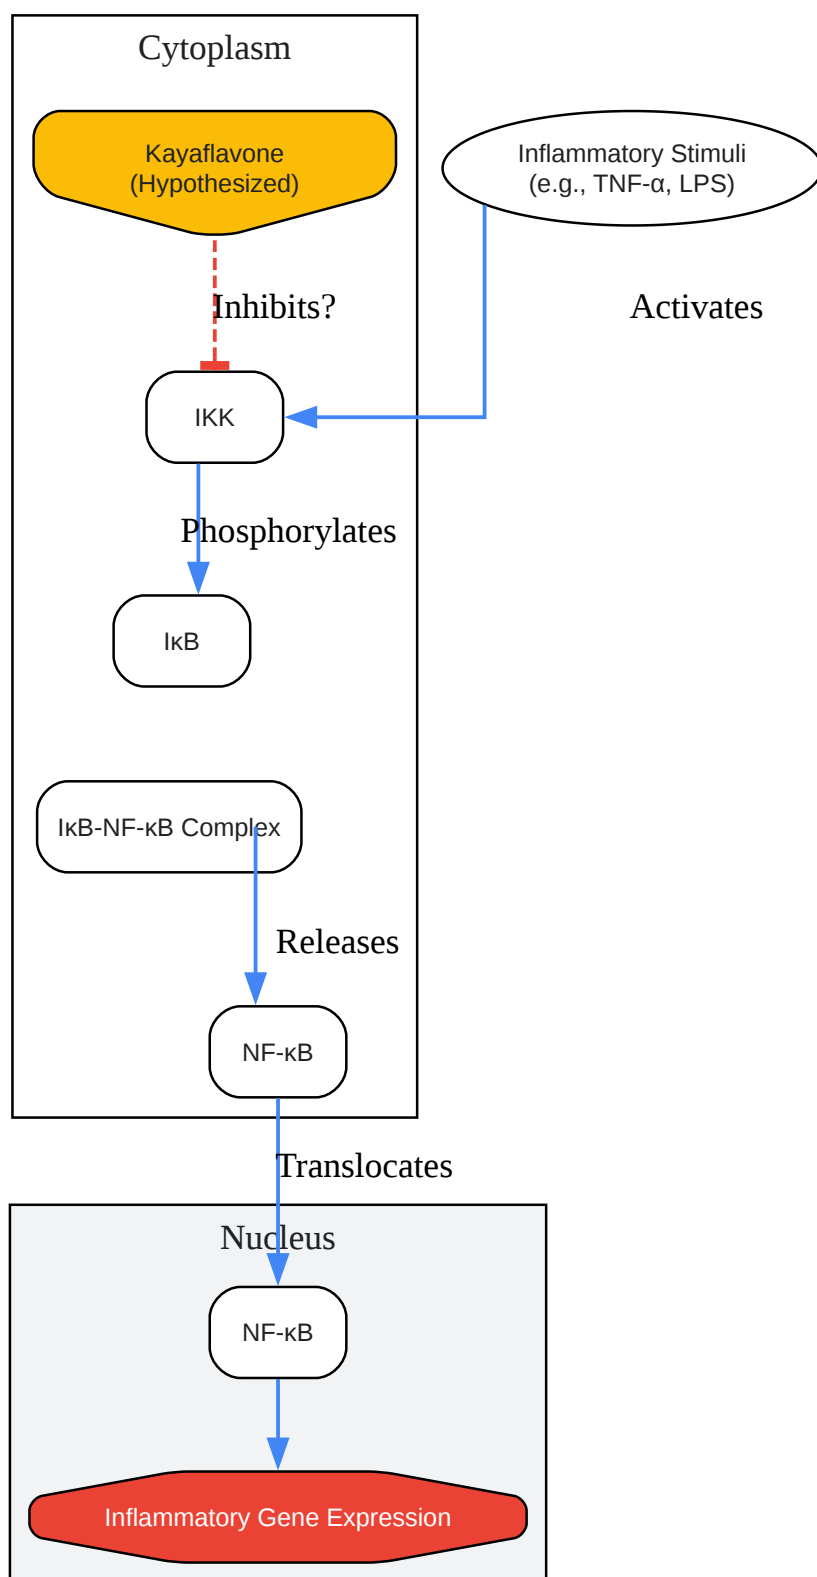 Cytoplasm
Kayaflavone
(Hypothesized)
Inflammatory Stimuli
(e.g., TNF-α, LPS)
Inhibits?
Activates
IKK
Phosphorylates
IκB
IκB-NF-κB Complex
Releases
NF-κB
Translocates
Nucleus
NF-κB
Inflammatory Gene Expression